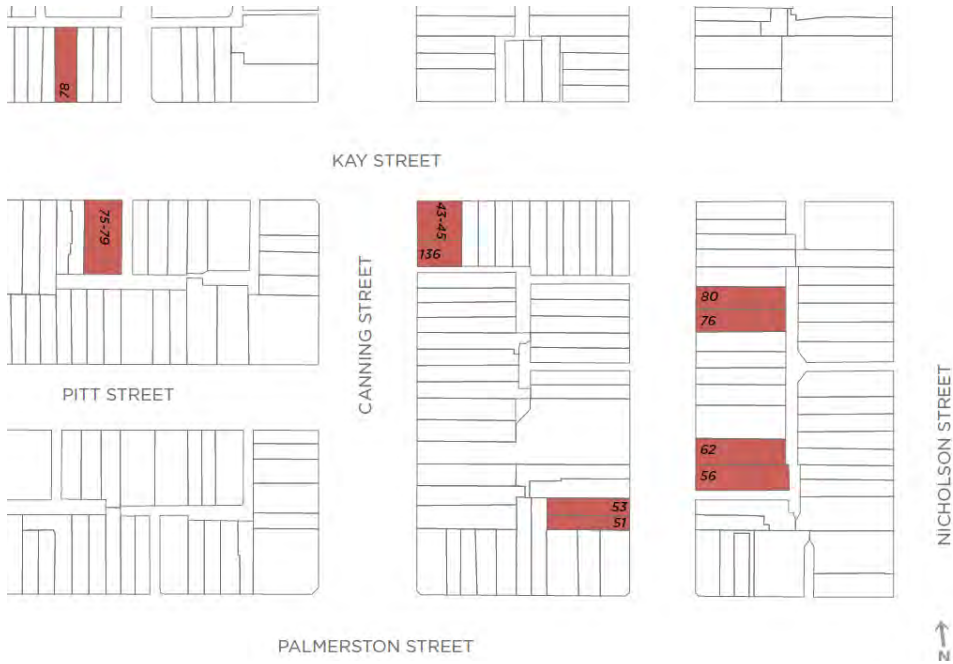 78
KAY STREET
75-79
43-45
136
CANNING STREET
80
76
PITT STREET
NICHOLSON STREET
62
56
53
51
PALMERSTON STREET
N